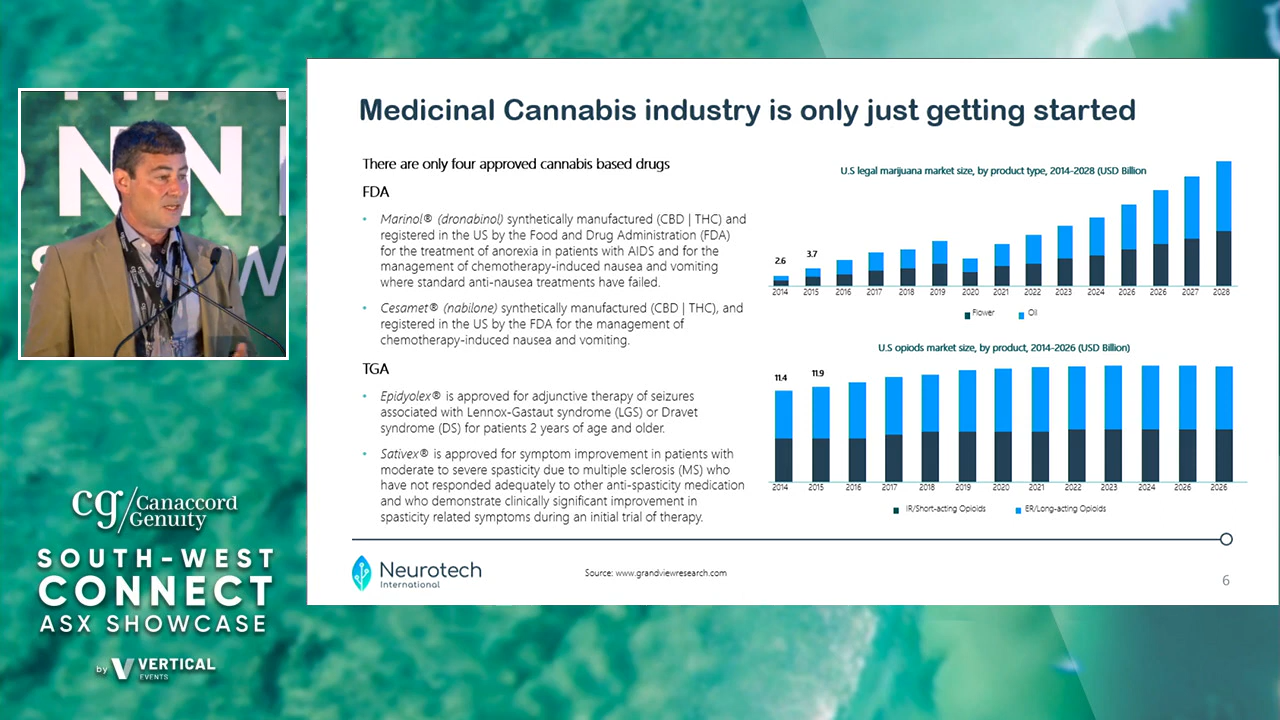 Medicinal Cannabis industry is only just getting started
There are only four approved cannabis based drugs
FDA
• Marinol® (dronabinol) synthetically manufactured (CBD | THC) and
registered in the US by the Food and Drug Administration (FDA)
for the treatment of anorexia in patients with AIDS and for the
management of chemotherapy-induced nausea and vomiting
where standard anti-nausea treatments have failed.
• Cesamet® (nabilone) synthetically manufactured (CBD | THC), and
registered in the US by the FDA for the management of
chemotherapy-induced nausea and vomiting.
TGA
• Epidyolex® is approved for adjunctive therapy of seizures
associated with Lennox-Gastaut syndrome (LGS) or Dravet
syndrome (DS) for patients 2 years of age and older.
• Sativex® is approved for symptom improvement in patients with
moderate to severe spasticity due to multiple sclerosis (MS) who
have not responded adequately to other anti-spasticity medication
and who demonstrate clinically significant improvement in
spasticity related symptoms during an initial trial of therapy.
U.S legal marijuana market size, by product type, 2014-2028 (USD Billion
2.6 3.7
2014 2015 2016 2017 2018 2019 2020 2021 2022 2023 2024 2026 2026 2027 2028
Flower Oil
U.S opiods market size, by product, 2014-2026 (USD Billion)
11.4 11.9
2014 2015 2016 2017 2018 2019 2020 2021 2022 2023 2024 2026 2026
IR/Short-acting Opioids ER/Long-acting Opioids
Neurotech
International
Source: www.grandviewresearch.com
6
cg/Canaccord
Genuity
SOUTH-WEST
CONNECT
ASX SHOWCASE
by VERTICAL
EVENTS